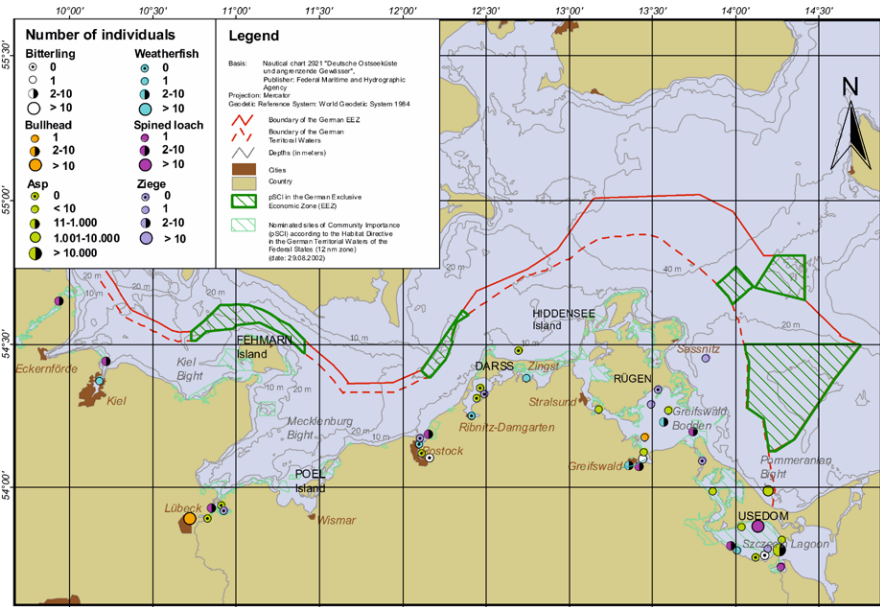 10°00' 10°30' 11°00' 11°30' 12°00' 12°30' 13°00' 13°30' 14°00' 14°30'
55°30'
55°00'
54°30'
54°00'
Number of individuals
Bitterling
0
1
2-10
> 10
Weatherfish
0
1
2-10
> 10
Bullhead
1
2-10
> 10
Spined loach
1
2-10
> 10
Asp
0
< 10
11-1.000
1.001-10.000
> 10.000
Ziege
0
1
2-10
> 10
Legend
Basis: Nautical chart 2921 "Deutsche Ostseeküste
und angrenzende Gewässer",
Publisher: Federal Maritime and Hydrographic
Agency
Projection: Mercator
Geodetic Reference System: World Geodetic System 1984
Boundary of the German EEZ
Boundary of the German
Territorial Waters
Depths (in meters)
Cities
Country
pSCI in the German Exclusive
Economic Zone (EEZ)
Nominated sites of Community Importance
(pSCI) according to the Habitat Directive
in the German Territorial Waters of the
Federal States (12 nm zone)
(date: 29.08.2002)
N
20 m
20 m
10 m
20 m
40 m
20 m
20 m
10 m
10 m
HIDDENSEE
Island
FEHMARN
Island
Eckernförde
Kiel
Bight
Kiel
DARSS
Zingst
Sassnitz
RÜGEN
Stralsund
Greifswald
Bodden
Mecklenburg
Bight
Ribnitz-Damgarten
Rostock
Greifswald
Pommeranian
Bight
POEL
Island
Lübeck
Wismar
USEDOM
Szczecin Lagoon